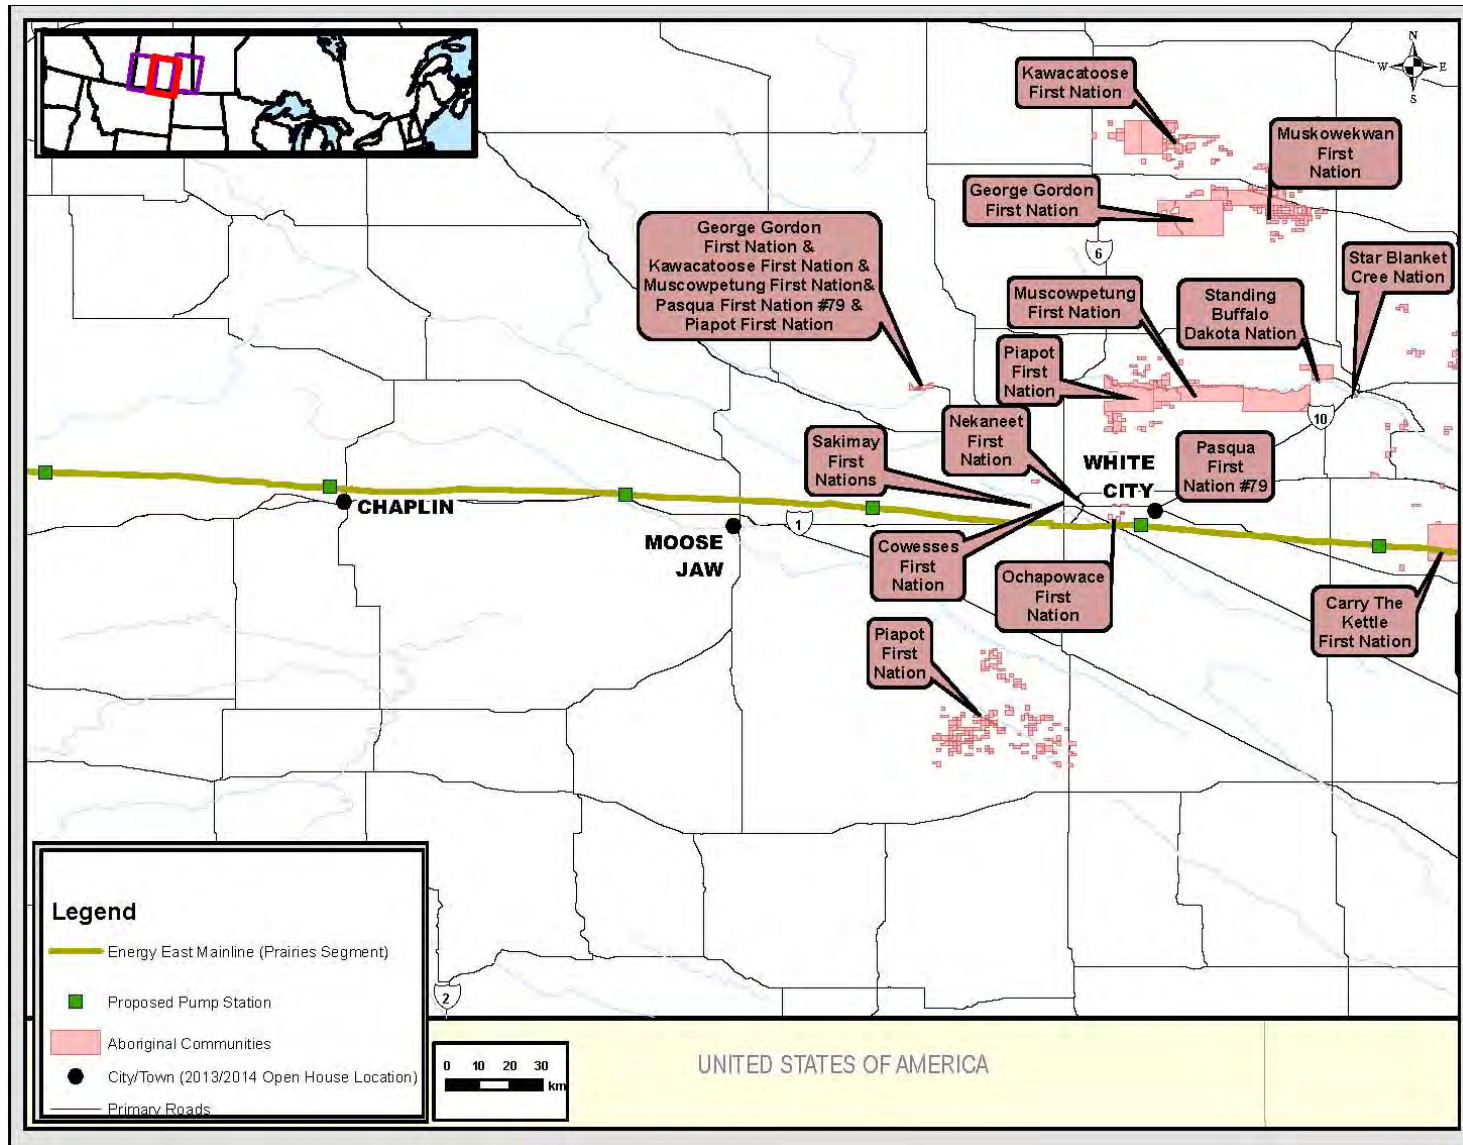 N
W
E
S
Kawacatoose
First Nation
Muskowekwan
First
Nation
George Gordon
First Nation
6
George Gordon
First Nation &
Kawacatoose First Nation &
Muscowpetung First Nation&
Pasqua First Nation #79 &
Piapot First Nation
Star Blanket
Cree Nation
Muscowpetung
First Nation
Standing
Buffalo
Dakota Nation
Piapot
First
Nation
10
Nekaneet
First
Nation
Sakimay
First
Nations
WHITE
CITY
Pasqua
First
Nation #79
CHAPLIN
MOOSE
JAW
1
Cowesses
First
Nation
Ochapowace
First
Nation
Carry The
Kettle
First Nation
Piapot
First
Nation
Legend
Energy East Mainline (Prairies Segment)
Proposed Pump Station
Aboriginal Communities
City/Town (2013/2014 Open House Location)
Primary Roads
2
0 10 20 30
km
UNITED STATES OF AMERICA